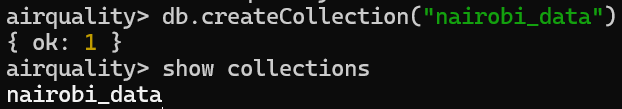 airquality> db.createCollection("nairobi_data")
{ ok: 1 }
airquality> show collections
nairobi_data